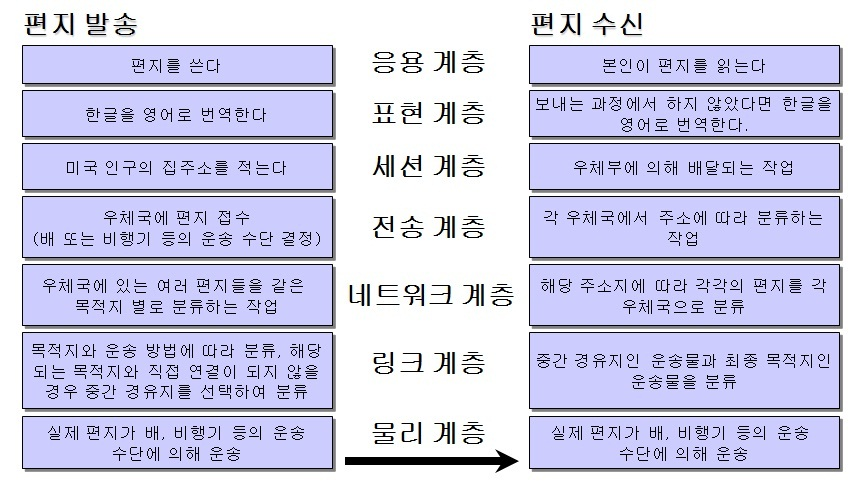 편지 발송
편지 수신
편지를 쓴다
응용 계층
본인이 편지를 읽는다
한글을 영어로 번역한다
표현 계층
보내는 과정에서 하지 않았다면 한글을
영어로 번역한다.
미국 인구의 집주소를 적는다
세션 계층
우체부에 의해 배달되는 작업
우체국에 편지 접수
(배 또는 비행기 등의 운송 수단 결정)
전송 계층
각 우체국에서 주소에 따라 분류하는
작업
우체국에 있는 여러 편지들을 같은
목적지 별로 분류하는 작업
네트워크 계층
해당 주소지에 따라 각각의 편지를 각
우체국으로 분류
목적지와 운송 방법에 따라 분류, 해당
되는 목적지와 직접 연결이 되지 않을
경우 중간 경유지를 선택하여 분류
링크 계층
중간 경유지인 운송물과 최종 목적지인
운송물을 분류
실제 편지가 배, 비행기 등의 운송
수단에 의해 운송
물리 계층
실제 편지가 배, 비행기 등의 운송
수단에 의해 운송